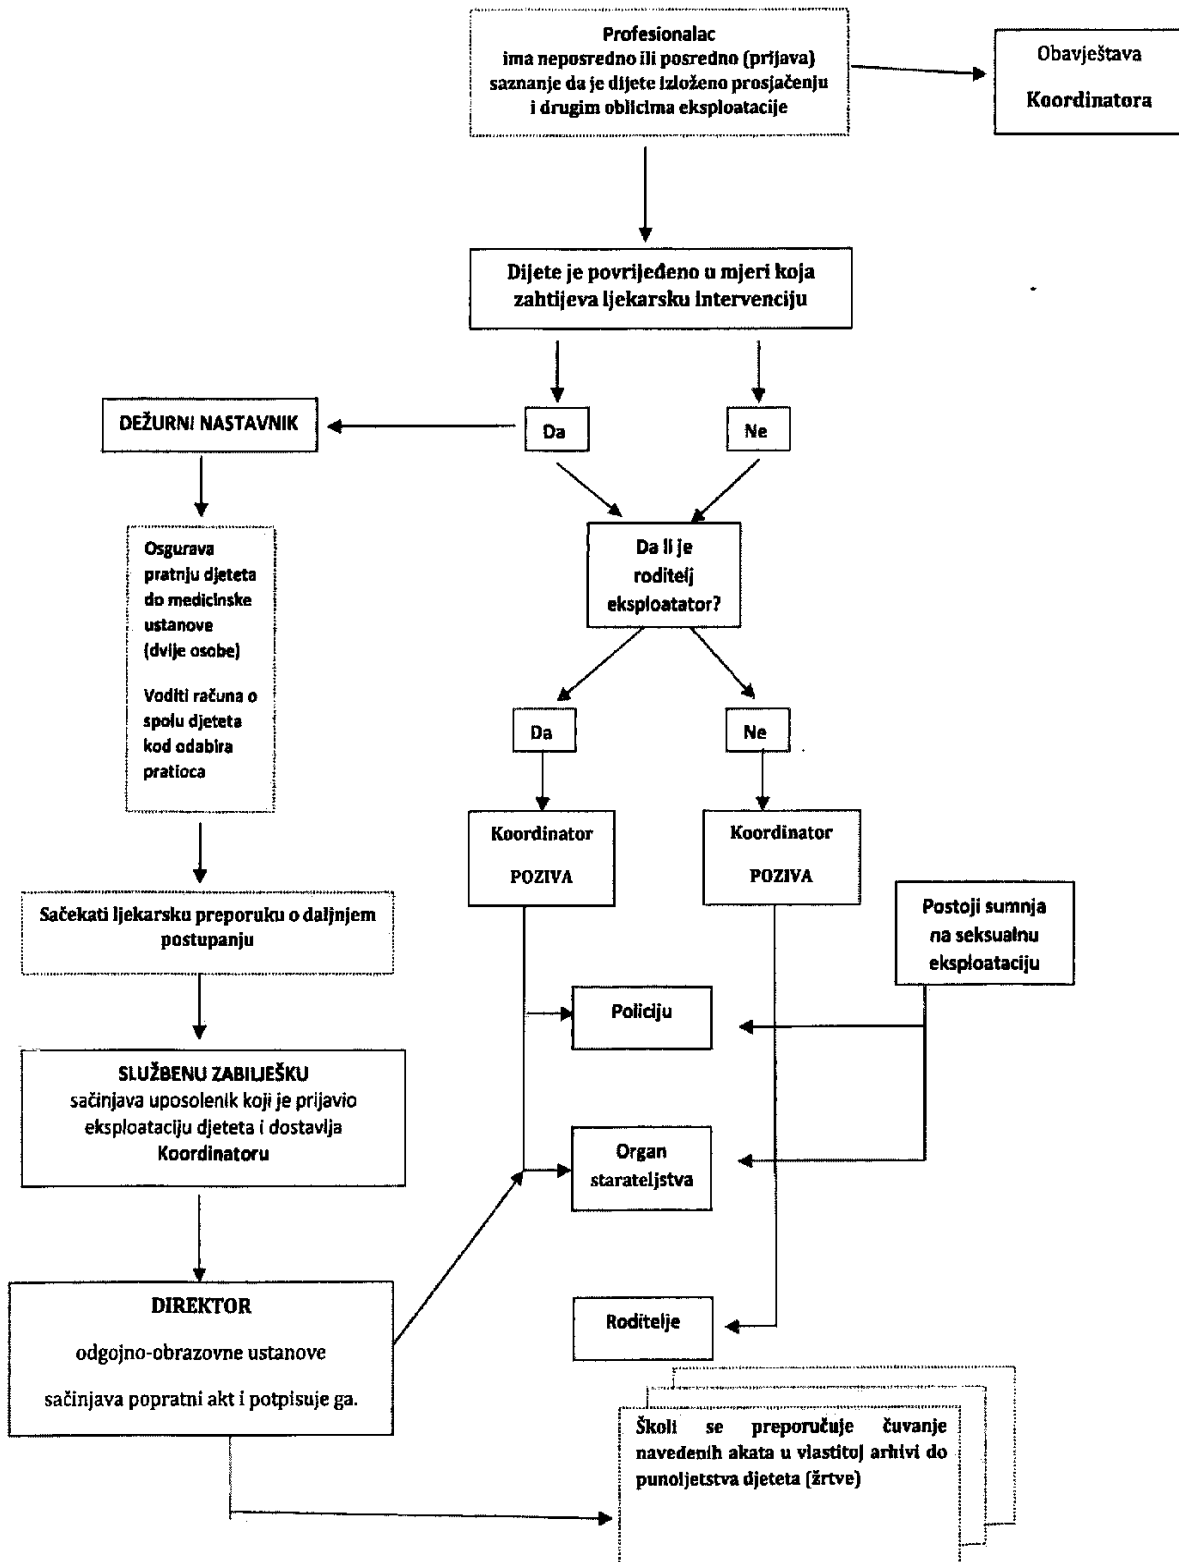 Profesionalac
ima neposredno ili posredno (prijava)
saznanje da je dijete izloženo prosjačenju
i drugim oblicima eksploatacije
Obavještava
Koordinatora
Dijete je povrijeđeno u mjeri koja
zahtijeva ljekarsku intervenciju
DEŽURNI NASTAVNIK
Da
Ne
Osgurava
pratnju djeteta
do medicinske
ustanove
(dvije osobe)
Voditi računa o
spolu djeteta
kod odabira
pratioca
Da li je
roditelj
eksploatator?
Da
Ne
Koordinator
POZIVA
Koordinator
POZIVA
Postoji sumnja
na seksualnu
eksploataciju
Sačekati ljekarsku preporuku o daljnjem
postupanju
Policiju
SLUŽBENU ZABILJEŠKU
sačinjava uposolenik koji je prijavio
eksploataciju djeteta i dostavlja
Koordinatoru
Organ
starateljstva
DIREKTOR
odgojno-obrazovne ustanove
sačinjava popratni akt i potpisuje ga.
Roditelje
Školi se preporučuje čuvanje
navedenih akata u vlastitoj arhivi do
punoljetstva djeteta (žrtve)